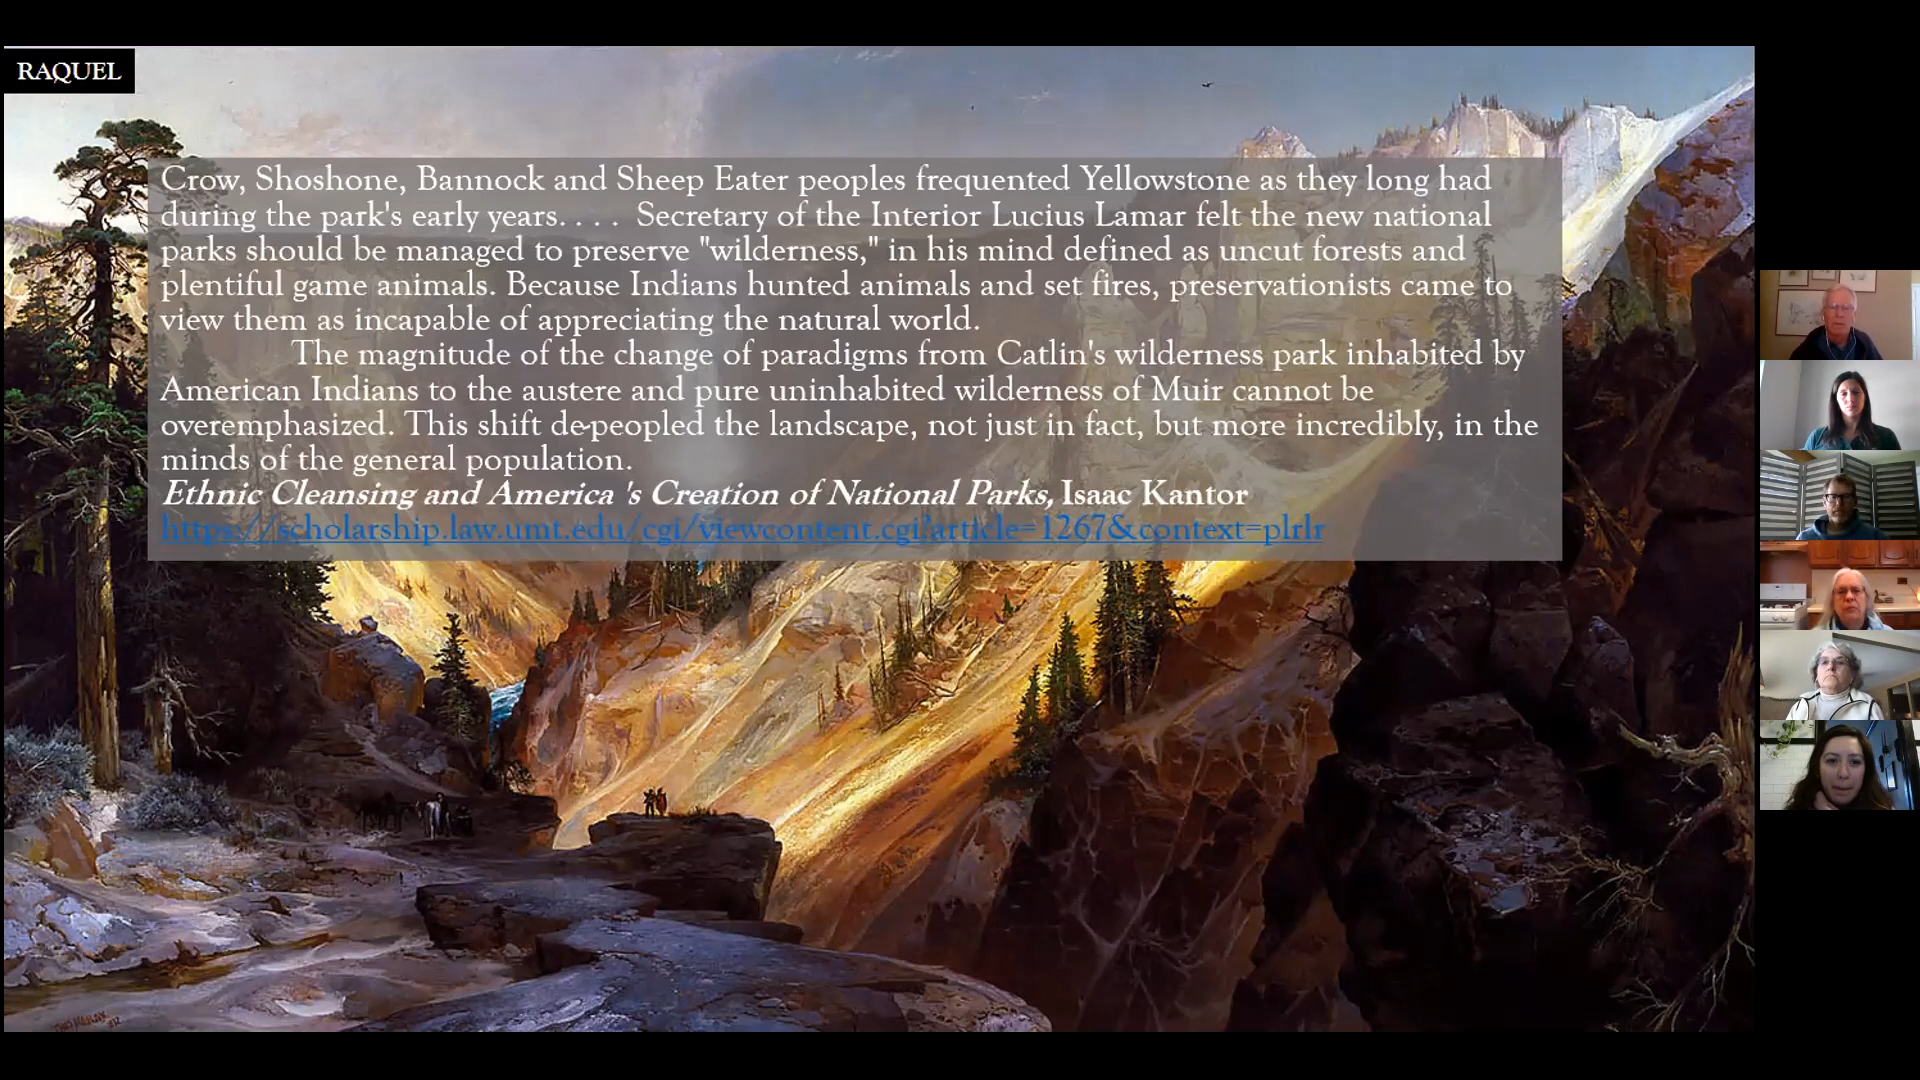 RAQUEL
Crow, Shoshone, Bannock and Sheep Eater peoples frequented Yellowstone as they long had
during the park's early years. . . .  Secretary of the Interior Lucius Lamar felt the new national
parks should be managed to preserve "wilderness," in his mind defined as uncut forests and
plentiful game animals. Because Indians hunted animals and set fires, preservationists came to
view them as incapable of appreciating the natural world.
The magnitude of the change of paradigms from Catlin's wilderness park inhabited by
American Indians to the austere and pure uninhabited wilderness of Muir cannot be
overemphasized. This shift de-peopled the landscape, not just in fact, but more incredibly, in the
minds of the general population.
Ethnic Cleansing and America 's Creation of National Parks, Isaac Kantor
https://scholarship.law.umt.edu/cgi/viewcontent.cgi?article=1267&context=plrlr